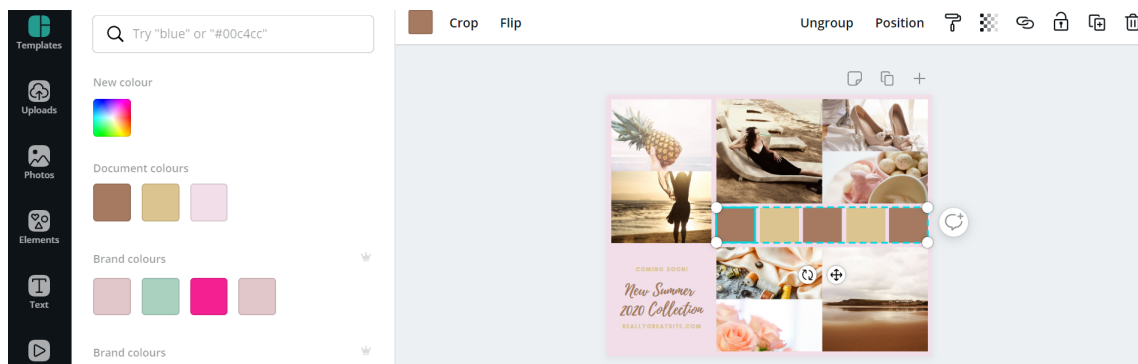 Templates
Uploads
Photos
Elements
Text
Try "blue" or "#00c4cc"
New colour
Document colours
Brand colours
Brand colours
Crop Flip Ungroup Position
COMING SOON!
New Summer
2020 Collection
REALLYGREATSITE.COM